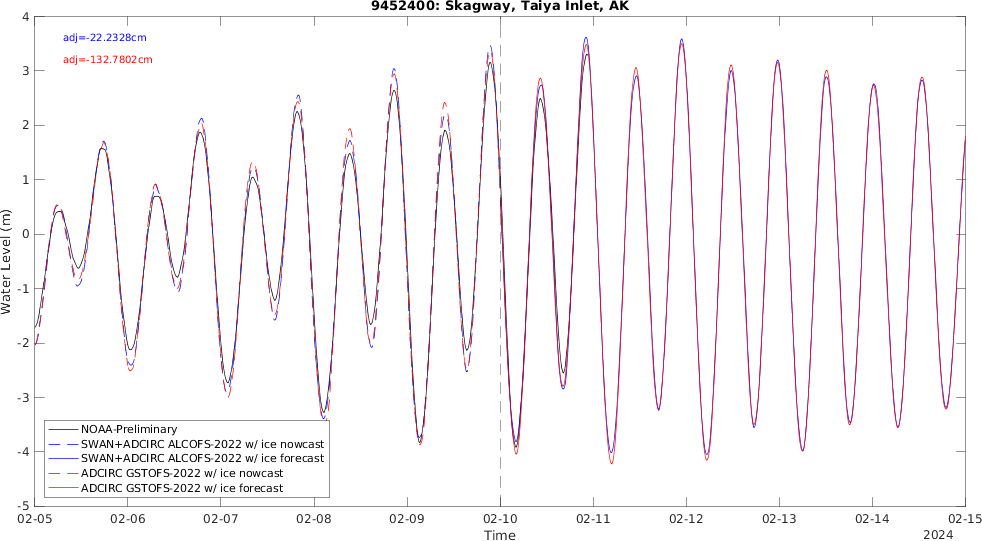 9452400: Skagway, Taiya Inlet, AK
adj=-22.2328cm
adj=-132.7802cm
Water Level (m)
4
3
2
1
0
-1
-2
-3
-4
-5
NOAA-Preliminary
SWAN+ADCIRC ALCOFS-2022 w/ ice nowcast
SWAN+ADCIRC ALCOFS-2022 w/ ice forecast
ADCIRC GSTOFS-2022 w/ ice nowcast
ADCIRC GSTOFS-2022 w/ ice forecast
02-05 02-06 02-07 02-08 02-09 02-10 02-11 02-12 02-13 02-14 02-15
Time
2024